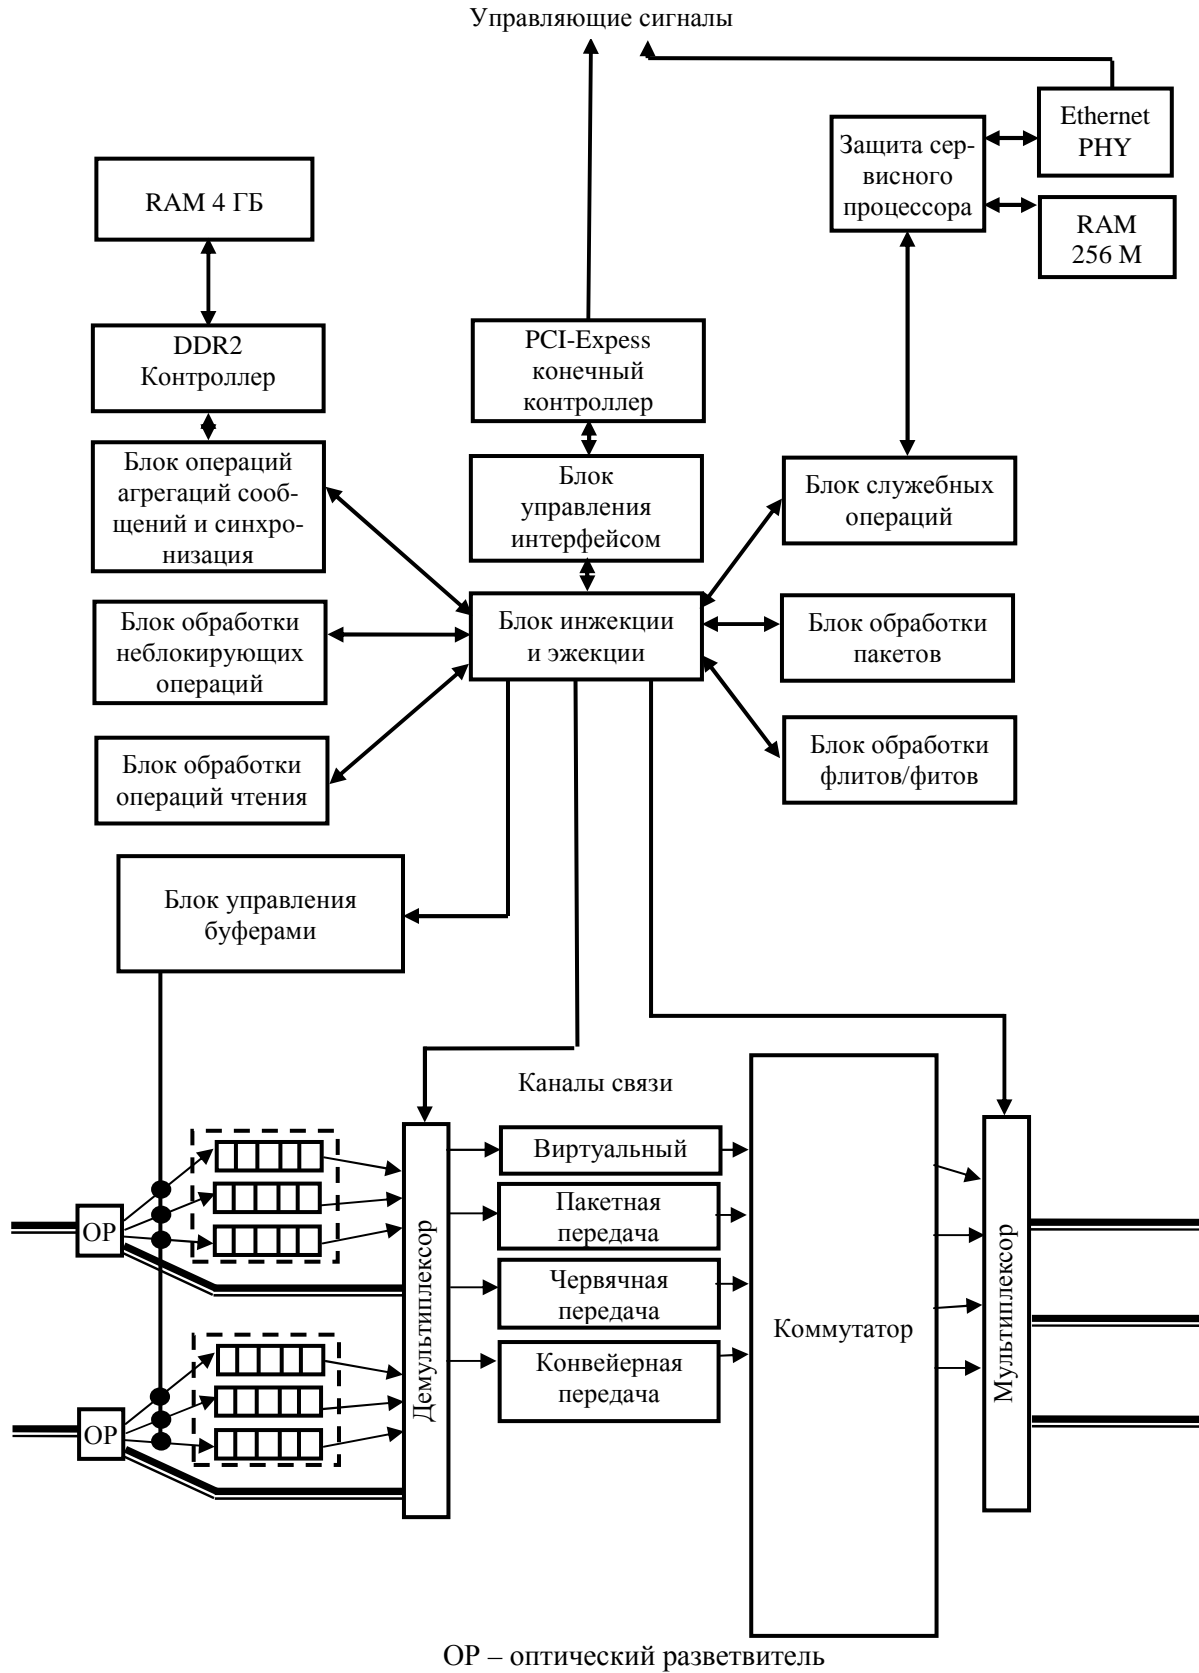 Управляющие сигналы
Ethernet
PHY
Защита сер-
висного
процессора
RAM 4 ГБ
RAM
256 М
DDR2
Контроллер
PCI-Expess
конечный
контроллер
Блок операций
агрегаций сооб-
щений и синхро-
низация
Блок
управления
интерфейсом
Блок служебных
операций
Блок обработки
неблокирующих
операций
Блок инжекции
и эжекции
Блок обработки
пакетов
Блок обработки
операций чтения
Блок обработки
флитов/фитов
Блок управления
буферами
Каналы связи
Виртуальный
Пакетная
передача
Червячная
передача
Конвейерная
передача
ОР
ОР
Демультиплексор
Коммутатор
Мультиплексор
ОР – оптический разветвитель